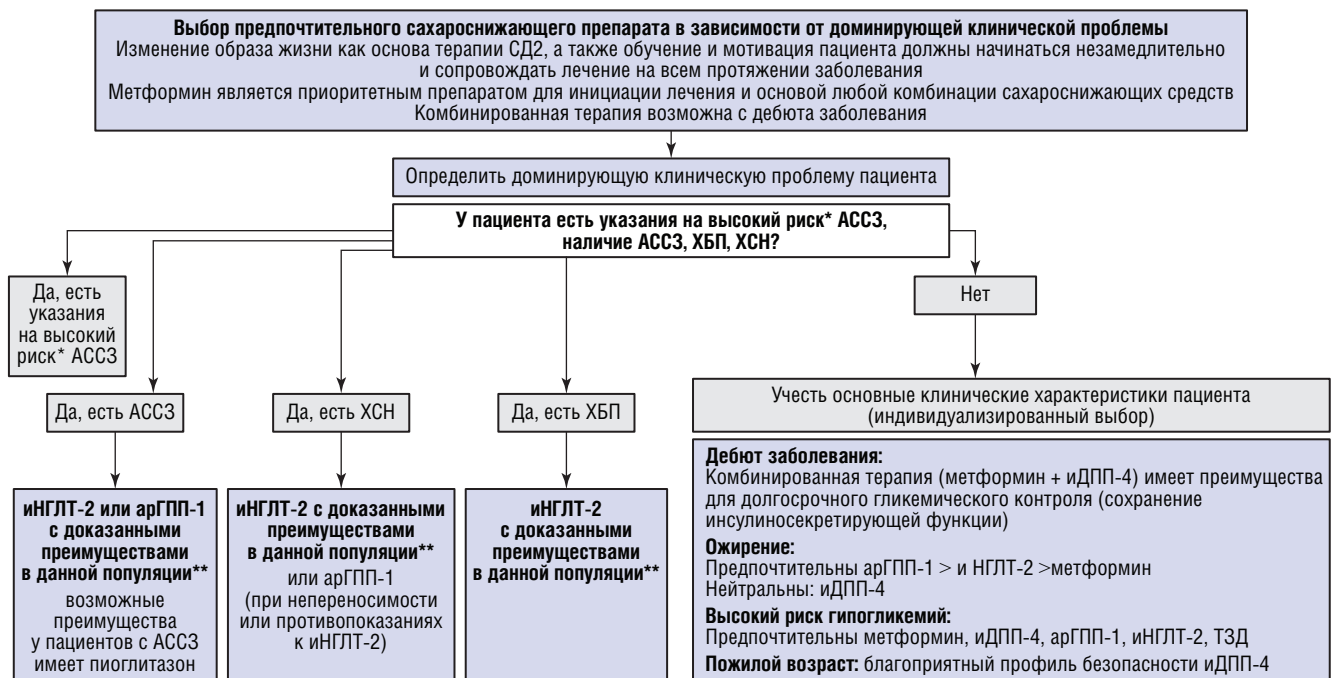 Выбор предпочтительного сахароснижающего препарата в зависимости от доминирующей клинической проблемы
Изменение образа жизни как основа терапии СД2, а также обучение и мотивация пациента должны начинаться незамедлительно
и сопровождать лечение на всем протяжении заболевания
Метформин является приоритетным препаратом для инициации лечения и основой любой комбинации сахароснижающих средств
Комбинированная терапия возможна с дебюта заболевания
Определить доминирующую клиническую проблему пациента
У пациента есть указания на высокий риск* АССЗ,
наличие АССЗ, ХБП, ХСН?
Да, есть
указания
на высокий
риск* АССЗ
Нет
Да, есть АССЗ
Да, есть ХСН
Да, есть ХБП
Учесть основные клинические характеристики пациента
(индивидуализированный выбор)
иНГЛТ-2 или арГПП-1
с доказанными
преимуществами
в данной популяции**
возможные
преимущества
у пациентов с АССЗ
имеет пиоглитазон
иНГЛТ-2 с доказанными
преимуществами
в данной популяции**
или арГПП-1
(при непереносимости
или противопоказаниях
к иНГЛТ-2)
иНГЛТ-2
с доказанными
преимуществами
в данной популяции**
Дебют заболевания:
Комбинированная терапия (метформин + иДПП-4) имеет преимущества
для долгосрочного гликемического контроля (сохранение
инсулиносекретирующей функции)
Ожирение:
Предпочтительны арГПП-1 > и НГЛТ-2 >метформин
Нейтральны: иДПП-4
Высокий риск гипогликемий:
Предпочтительны метформин, иДПП-4, арГПП-1, иНГЛТ-2, ТЗД
Пожилой возраст: благоприятный профиль безопасности иДПП-4